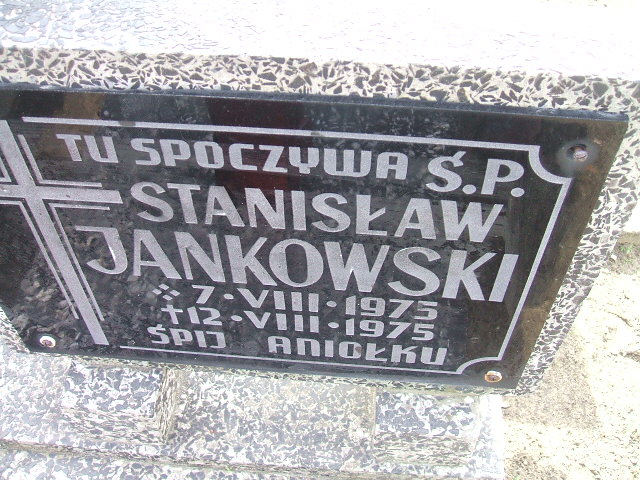 TU SPOCZYWA Ś.P.
STANISŁAW
JANKOWSKI
7·VIII·1975
†12·VIII·1975
ŚPIJ ANIOŁKU